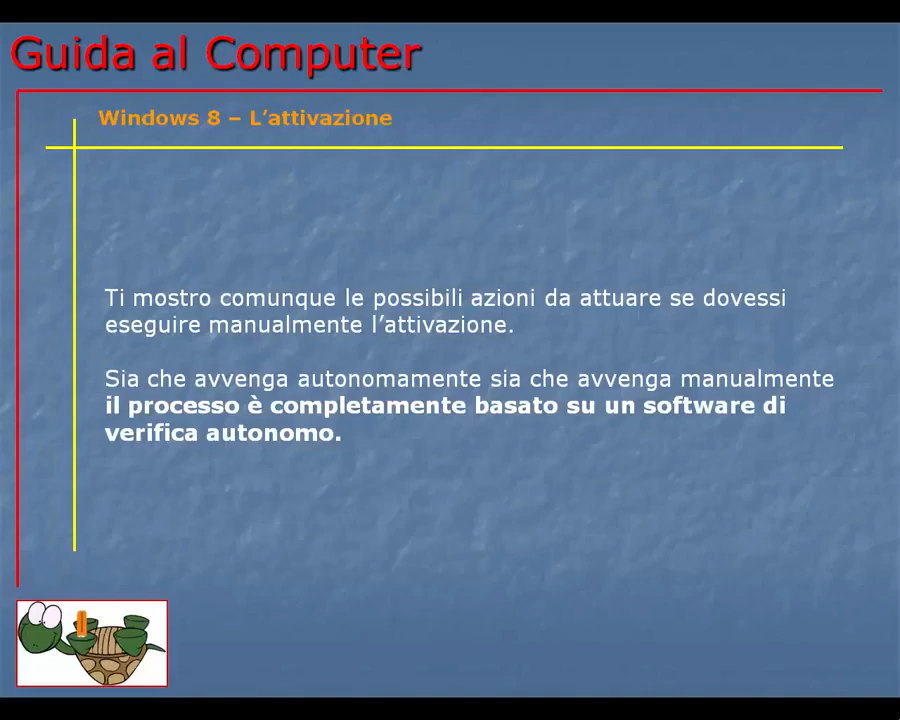 Guida al Computer
Windows 8 – L’attivazione
Ti mostro comunque le possibili azioni da attuare se dovessi
eseguire manualmente l’attivazione.
Sia che avvenga autonomamente sia che avvenga manualmente
il processo è completamente basato su un software di
verifica autonomo.